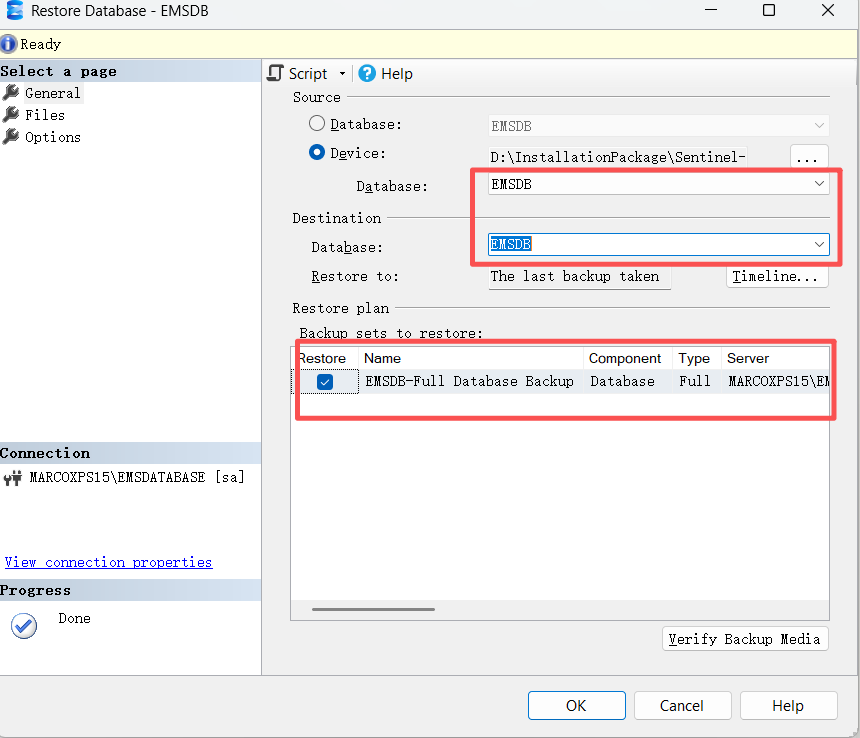 Restore Database - EMSDB
Ready
Select a page
General
Files
Options
Script
Help
Source
Database:
EMSDB
Device:
D:\InstallationPackage\Sentinel-
...
Database:
EMSDB
Destination
Database:
EMSDB
Restore to:
The last backup taken
Timeline...
Restore plan
Backup sets to restore:
Restore Name Component Type Server
EMSDB-Full Database Backup Database Full MARCOXPS15\EM
Connection
MARCOXPS15\EMSDATABASE [sa]
View connection properties
Progress
Done
Verify Backup Media
OK Cancel Help